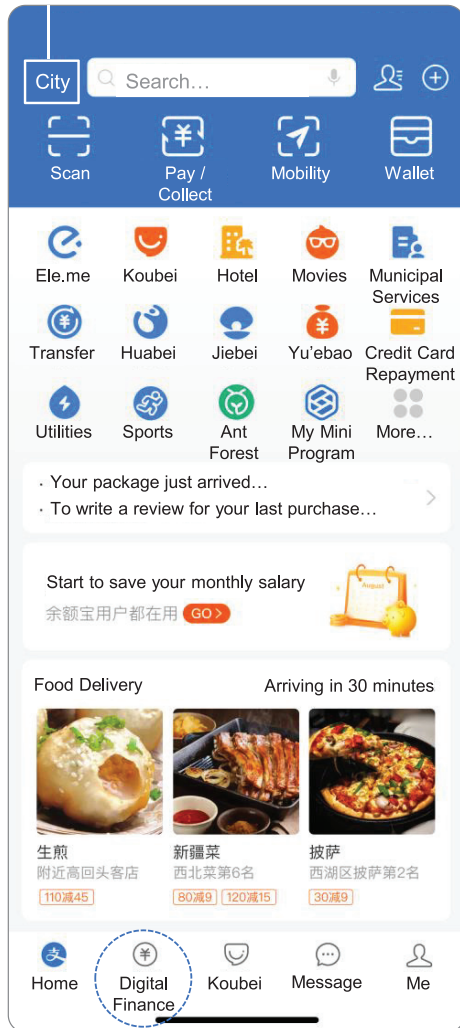 City
Search…
Scan
Pay /
Collect
Mobility
Wallet
Ele.me
Koubei
Hotel
Movies
Municipal
Services
Transfer
Huabei
Jiebei
Yu’ebao
Credit Card
Repayment
Utilities
Sports
Ant
Forest
My Mini
Program
More…
· Your package just arrived…
· To write a review for your last purchase…
Start to save your monthly salary
余额宝用户都在用 GO >
August
Food Delivery
Arriving in 30 minutes
生煎
附近高回头客店
110减45
新疆菜
西北菜第6名
80减9 120减15
披萨
西湖区披萨第2名
30减9
支
Home
Digital
Finance
Koubei
Message
Me